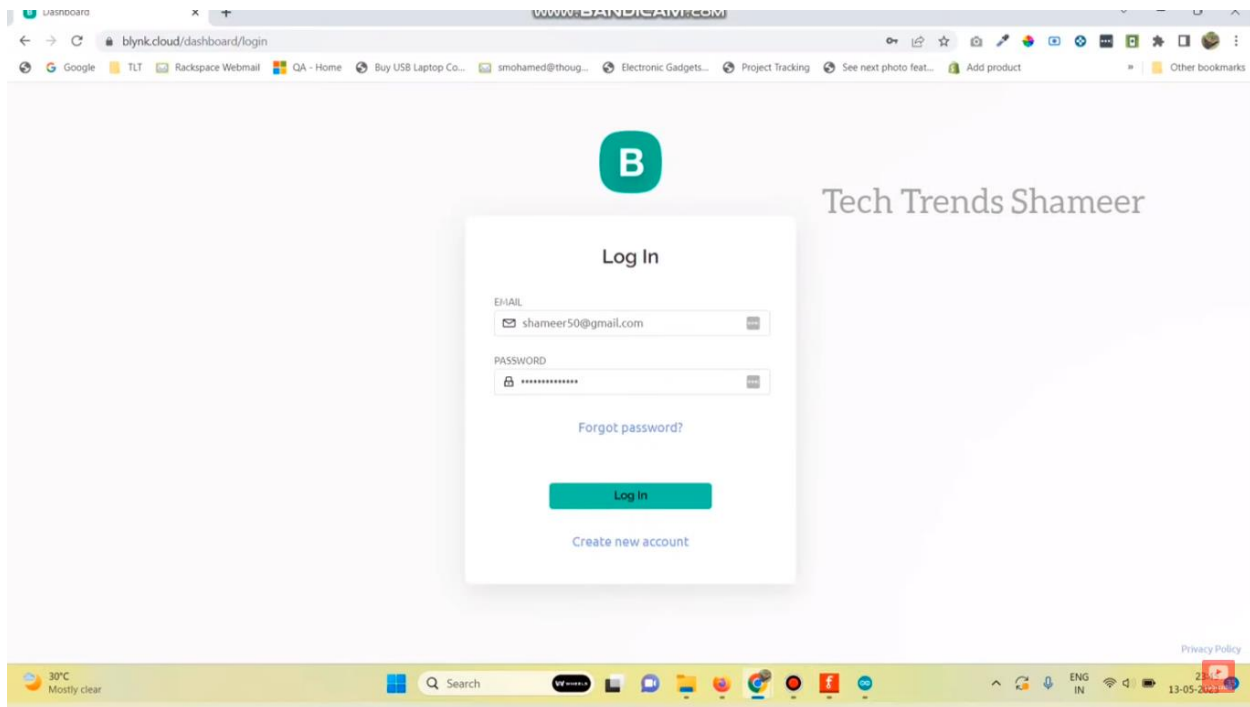 Dashboard
WWW.BANDICAM.COM
blynk.cloud/dashboard/login
Google TLT Rackspace Webmail QA - Home Buy USB Laptop Co... smohamed@thoug... Electronic Gadgets... Project Tracking See next photo feat... Add product » Other bookmarks
B
Tech Trends Shameer
Log In
EMAIL
shameer50@gmail.com
PASSWORD
••••••••••••••
Forgot password?
Log In
Create new account
Privacy Policy
30°C
Mostly clear
Search
ENG
IN
13-05-2023